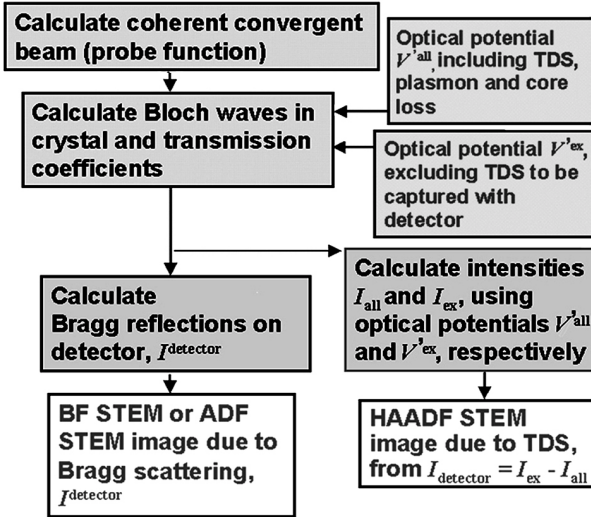 Calculate coherent convergent
beam (probe function)
Optical potential
V'all, including TDS,
plasmon and core
loss
Calculate Bloch waves in
crystal and transmission
coefficients
Optical potential V'ex,
excluding TDS to be
captured with
detector
Calculate
Bragg reflections on
detector, Idetector
Calculate intensities
Iall and Iex, using
optical potentials V'all
and V'ex, respectively
BF STEM or ADF
STEM image due to
Bragg scattering,
Idetector
HAADF STEM
image due to TDS,
from Idetector = Iex - Iall